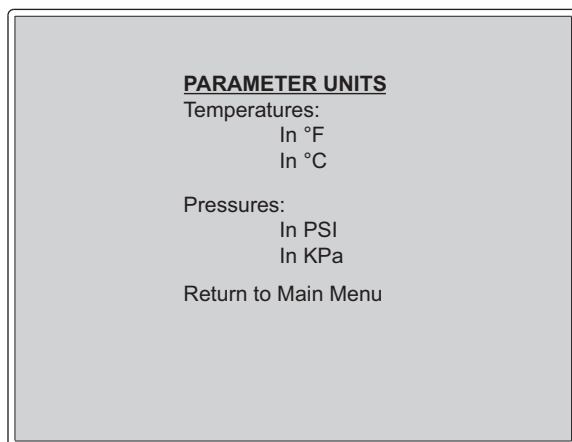 PARAMETER UNITS
Temperatures:
In °F
In °C
Pressures:
In PSI
In KPa
Return to Main Menu